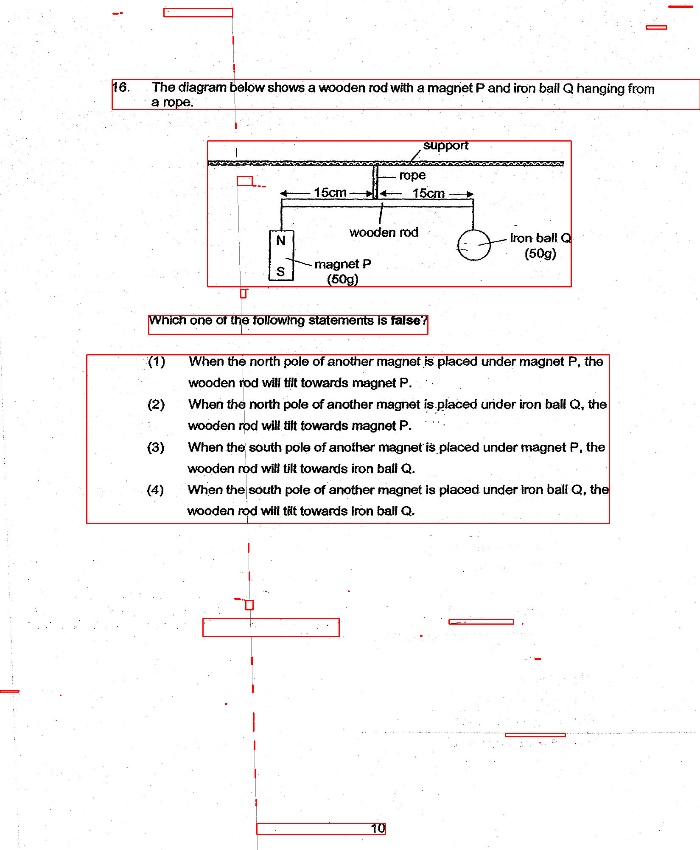 16. The diagram below shows a wooden rod with a magnet P and iron ball Q hanging from
a rope.
support
rope
15cm 15cm
wooden rod
N
S
magnet P
(50g)
Iron ball Q
(50g)
Which one of the following statements is false?
(1) When the north pole of another magnet is placed under magnet P, the
wooden rod will tilt towards magnet P.
(2) When the north pole of another magnet is placed under iron ball Q, the
wooden rod will tilt towards magnet P.
(3) When the south pole of another magnet is placed under magnet P, the
wooden rod will tilt towards iron ball Q.
(4) When the south pole of another magnet is placed under iron ball Q, the
wooden rod will tilt towards Iron ball Q.
10